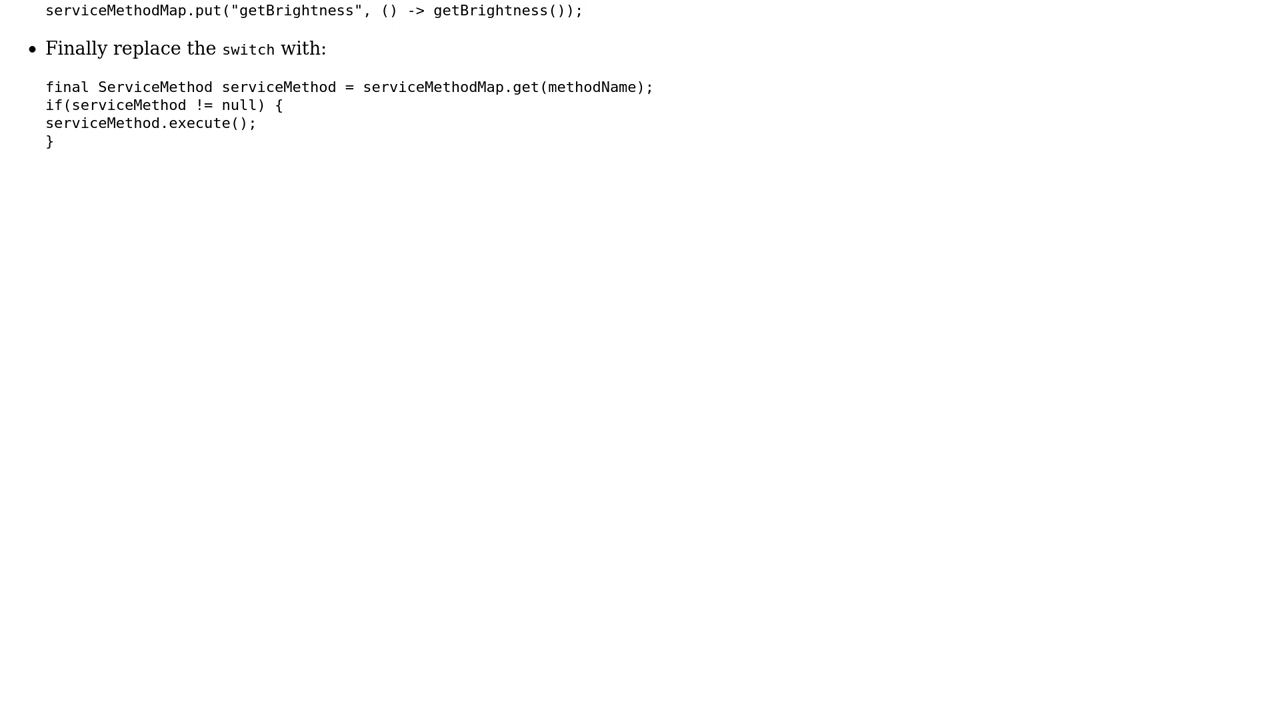 serviceMethodMap.put("getBrightness", () -> getBrightness());
• Finally replace the switch with:
final ServiceMethod serviceMethod = serviceMethodMap.get(methodName);
if(serviceMethod != null) {
serviceMethod.execute();
}